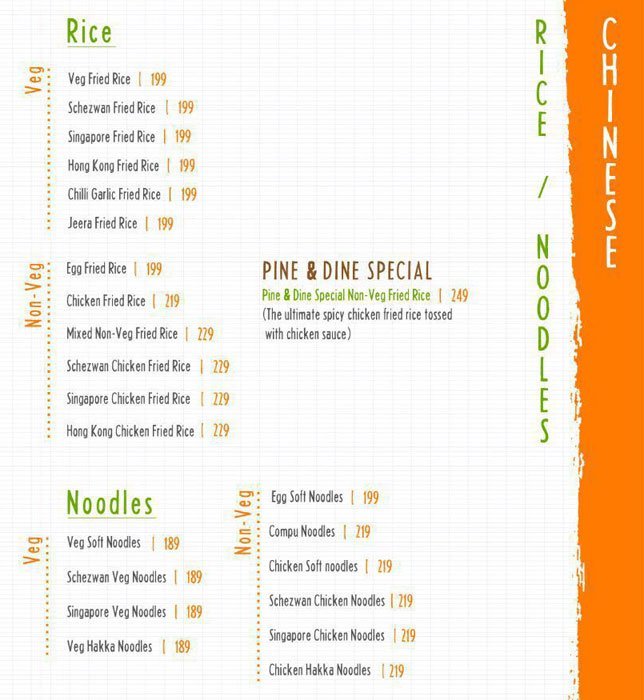 CHINESE
RICE / NOODLES
Rice
Veg
Veg Fried Rice | 199
Schezwan Fried Rice | 199
Singapore Fried Rice | 199
Hong Kong Fried Rice | 199
Chilli Garlic Fried Rice | 199
Jeera Fried Rice | 199
Non-Veg
Egg Fried Rice | 199
Chicken Fried Rice | 219
Mixed Non-Veg Fried Rice | 229
Schezwan Chicken Fried Rice | 229
Singapore Chicken Fried Rice | 229
Hong Kong Chicken Fried Rice | 229
PINE & DINE SPECIAL
Pine & Dine Special Non-Veg Fried Rice | 249
(The ultimate spicy chicken fried rice tossed
with chicken sauce)
Noodles
Veg
Veg Soft Noodles | 189
Schezwan Veg Noodles | 189
Singapore Veg Noodles | 189
Veg Hakka Noodles | 189
Non-Veg
Egg Soft Noodles | 199
Compu Noodles | 219
Chicken Soft noodles | 219
Schezwan Chicken Noodles | 219
Singapore Chicken Noodles | 219
Chicken Hakka Noodles | 219